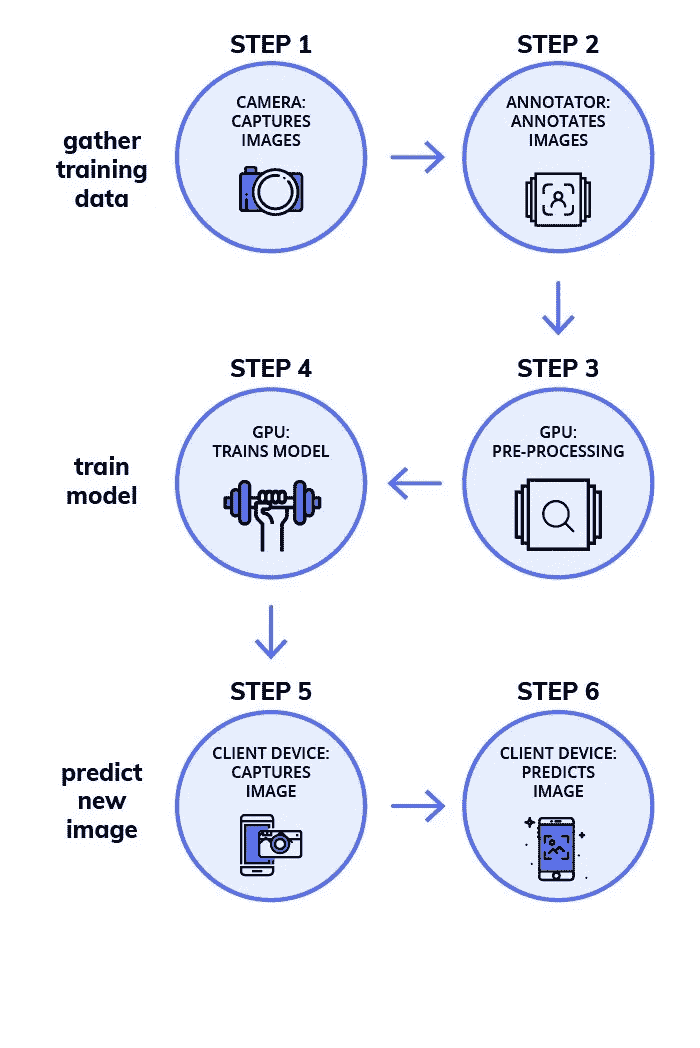 STEP 1
STEP 2
gather
training
data
CAMERA:
CAPTURES
IMAGES
ANNOTATOR:
ANNOTATES
IMAGES
STEP 4
STEP 3
train
model
GPU:
TRAINS MODEL
GPU:
PRE-PROCESSING
STEP 5
STEP 6
predict
new
image
CLIENT DEVICE:
CAPTURES
IMAGE
CLIENT DEVICE:
PREDICTS
IMAGE